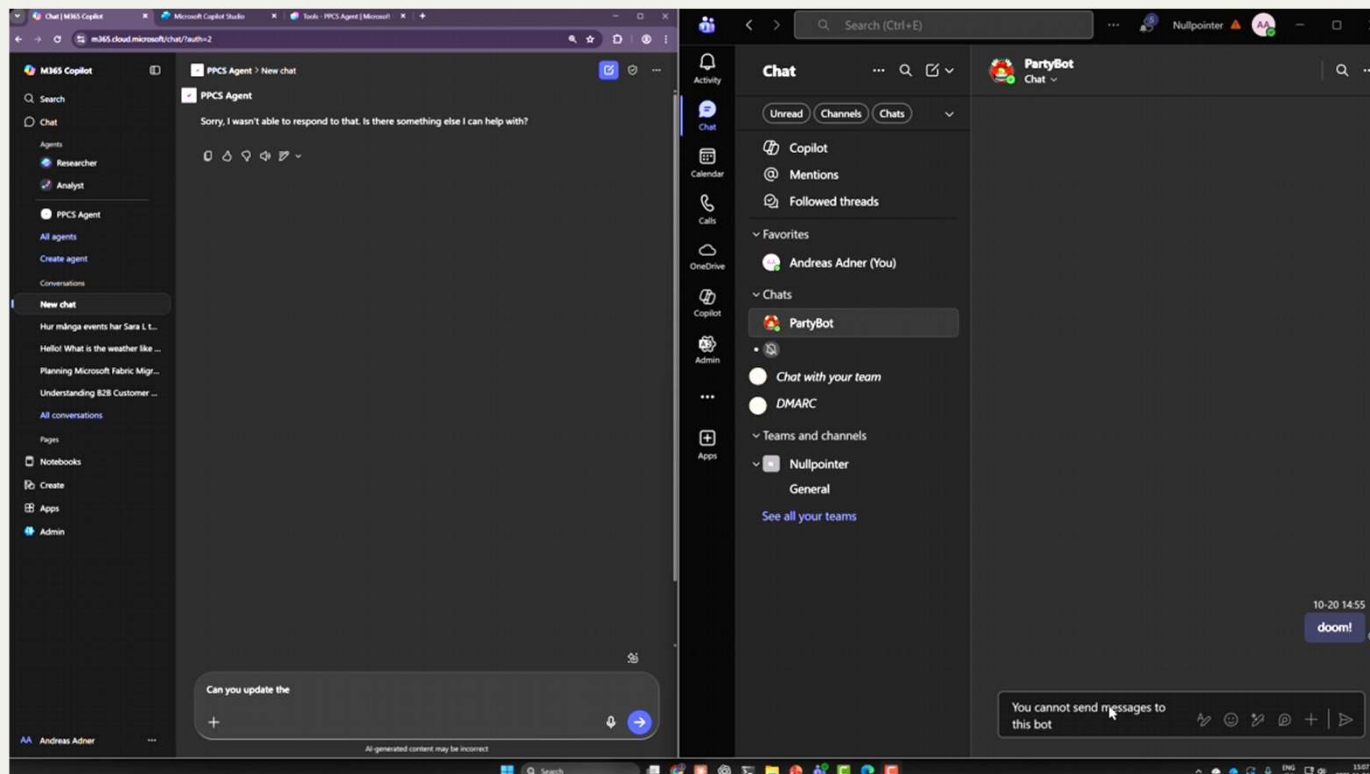 Chat | M365 Copilot
Microsoft Copilot Studio
Tools - PPCS Agent | Microsoft
m365.cloud.microsoft/chat/?auth=2
M365 Copilot
Search
Chat
Agents
Researcher
Analyst
PPCS Agent
All agents
Create agent
Conversations
New chat
Hur många events har Sara L t...
Hello! What is the weather like ...
Planning Microsoft Fabric Migr...
Understanding B2B Customer ...
All conversations
Pages
Notebooks
Create
Apps
Admin
AA Andreas Adner
PPCS Agent > New chat
PPCS Agent
Sorry, I wasn't able to respond to that. Is there something else I can help with?
Can you update the
AI-generated content may be incorrect
Search (Ctrl+E)
Nullpointer
AA
Activity
Chat
Calendar
Calls
OneDrive
Copilot
Admin
Apps
Chat
Unread
Channels
Chats
Copilot
Mentions
Followed threads
Favorites
Andreas Adner (You)
Chats
PartyBot
Chat with your team
DMARC
Teams and channels
Nullpointer
General
See all your teams
PartyBot
Chat
10-20 14:55
doom!
You cannot send messages to
this bot
Search
ENG
15:07